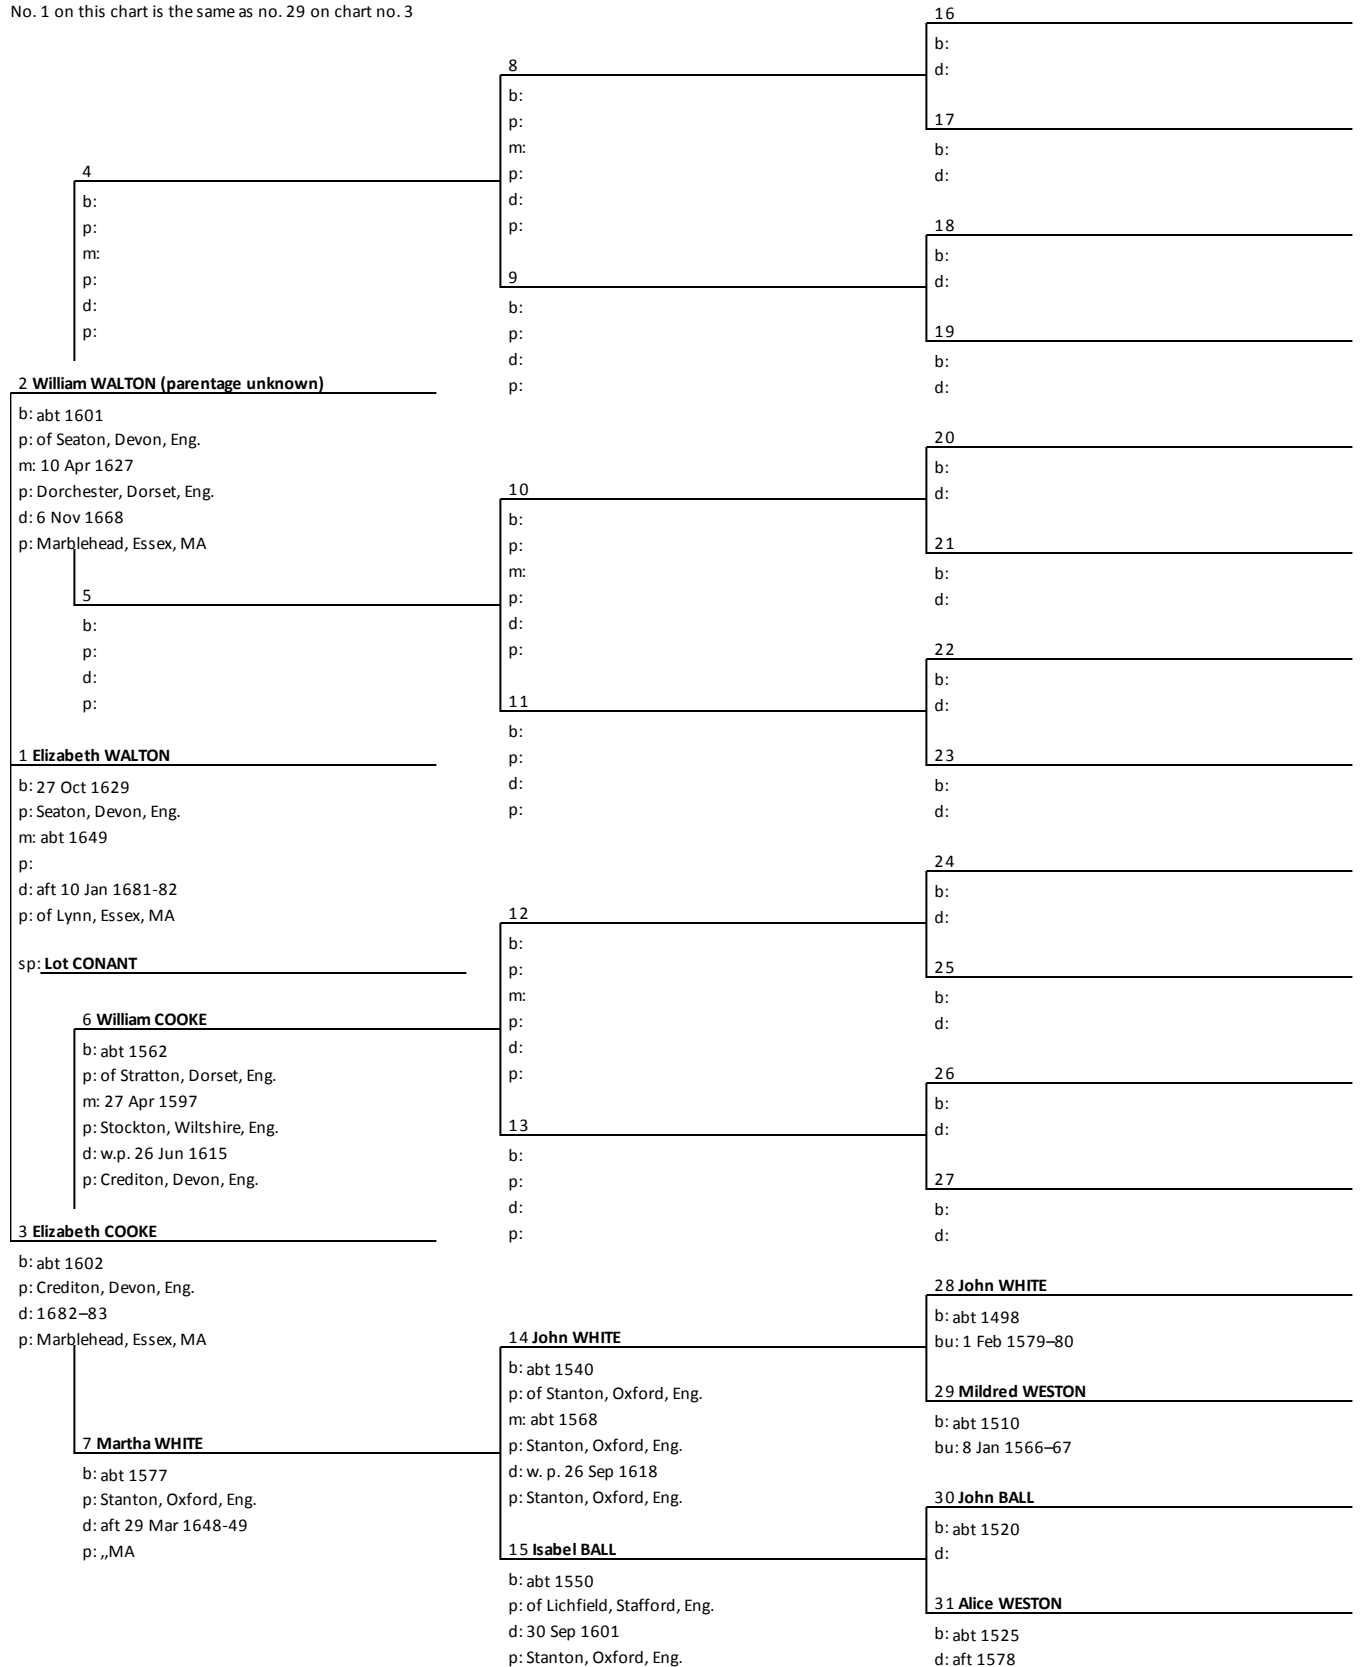 No. 1 on this chart is the same as no. 29 on chart no. 3
16
b:
d:
8
b:
p:
m:
p:
d:
p:
17
b:
d:
4
b:
p:
m:
p:
d:
p:
18
b:
d:
9
b:
p:
d:
p:
19
b:
d:
2 William WALTON (parentage unknown)
b: abt 1601
p: of Seaton, Devon, Eng.
m: 10 Apr 1627
p: Dorchester, Dorset, Eng.
d: 6 Nov 1668
p: Marblehead, Essex, MA
20
b:
d:
10
b:
p:
m:
p:
d:
p:
21
b:
d:
5
b:
p:
d:
p:
22
b:
d:
11
b:
p:
d:
p:
23
b:
d:
1 Elizabeth WALTON
b: 27 Oct 1629
p: Seaton, Devon, Eng.
m: abt 1649
p:
d: aft 10 Jan 1681-82
p: of Lynn, Essex, MA
sp: Lot CONANT
24
b:
d:
12
b:
p:
m:
p:
d:
p:
25
b:
d:
6 William COOKE
b: abt 1562
p: of Stratton, Dorset, Eng.
m: 27 Apr 1597
p: Stockton, Wiltshire, Eng.
d: w.p. 26 Jun 1615
p: Crediton, Devon, Eng.
26
b:
d:
13
b:
p:
d:
p:
27
b:
d:
3 Elizabeth COOKE
b: abt 1602
p: Crediton, Devon, Eng.
d: 1682–83
p: Marblehead, Essex, MA
28 John WHITE
b: abt 1498
bu: 1 Feb 1579–80
14 John WHITE
b: abt 1540
p: of Stanton, Oxford, Eng.
m: abt 1568
p: Stanton, Oxford, Eng.
d: w. p. 26 Sep 1618
p: Stanton, Oxford, Eng.
29 Mildred WESTON
b: abt 1510
bu: 8 Jan 1566–67
7 Martha WHITE
b: abt 1577
p: Stanton, Oxford, Eng.
d: aft 29 Mar 1648-49
p: ,,MA
30 John BALL
b: abt 1520
d:
15 Isabel BALL
b: abt 1550
p: of Lichfield, Stafford, Eng.
d: 30 Sep 1601
p: Stanton, Oxford, Eng.
31 Alice WESTON
b: abt 1525
d: aft 1578